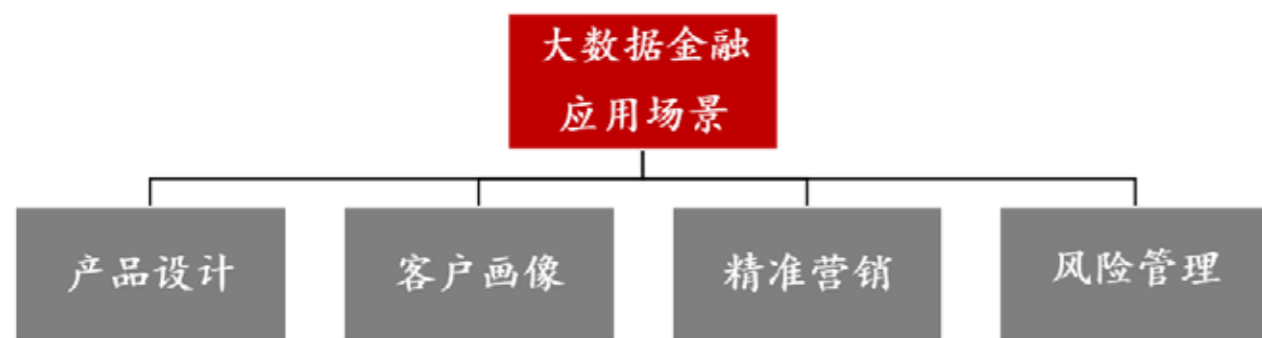 大数据金融
应用场景
产品设计
客户画像
精准营销
风险管理